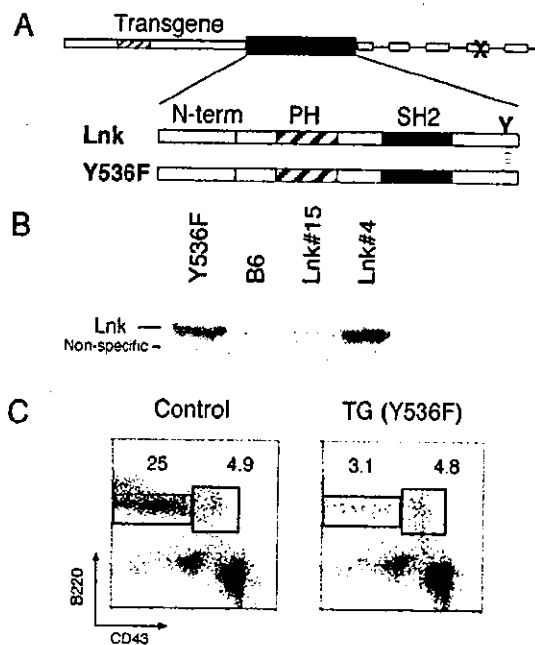 A
Transgene
X
N-term PH SH2 Y
Lnk
Y536F
B
Y536F B6 Lnk#15 Lnk#4
Lnk
Non-specific
C
Control TG (Y536F)
25 4.9 3.1 4.8
B220
CD43